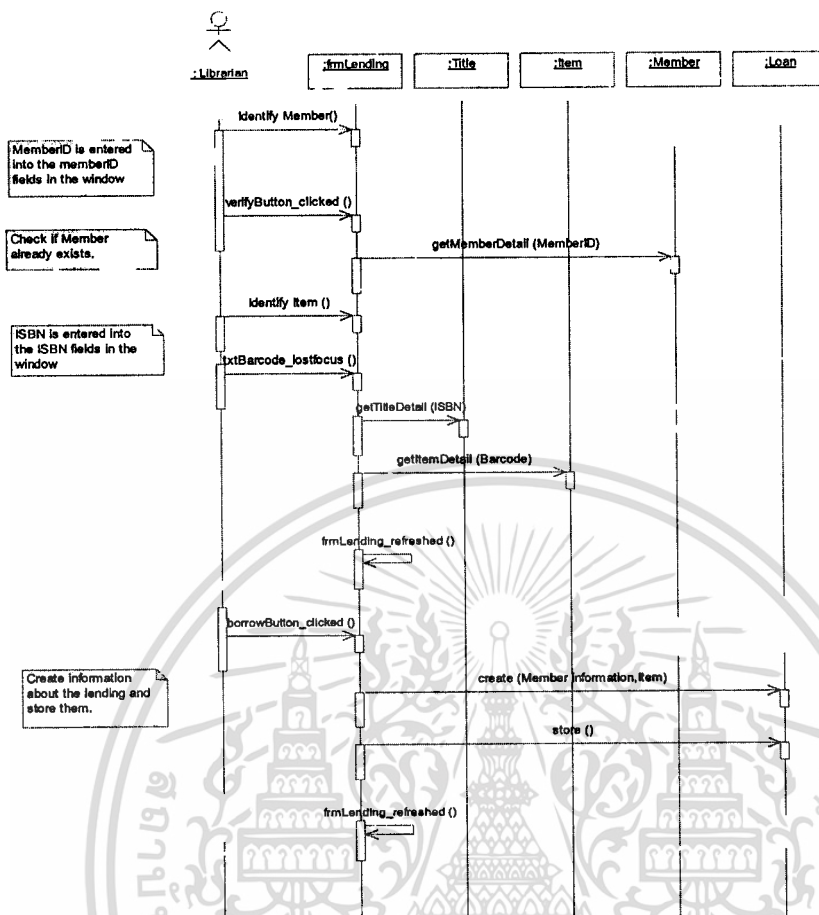 : Librarian
:frmLending
:Title
:Item
:Member
:Loan
Identify Member()
MemberID is entered
into the memberID
fields in the window
verifyButton_clicked ()
Check if Member
already exists.
getMemberDetail (MemberID)
Identify Item ()
ISBN is entered into
the ISBN fields in the
window
txtBarcode_lostfocus ()
getTitleDetail (ISBN)
getItemDetail (Barcode)
frmLending_refreshed ()
borrowButton_clicked ()
Create information
about the lending and
store them.
create (Member information,Item)
store ()
frmLending_refreshed ()